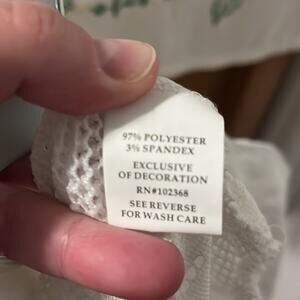 97% POLYESTER
3% SPANDEX
EXCLUSIVE
OF DECORATION
RN#102368
SEE REVERSE
FOR WASH CARE